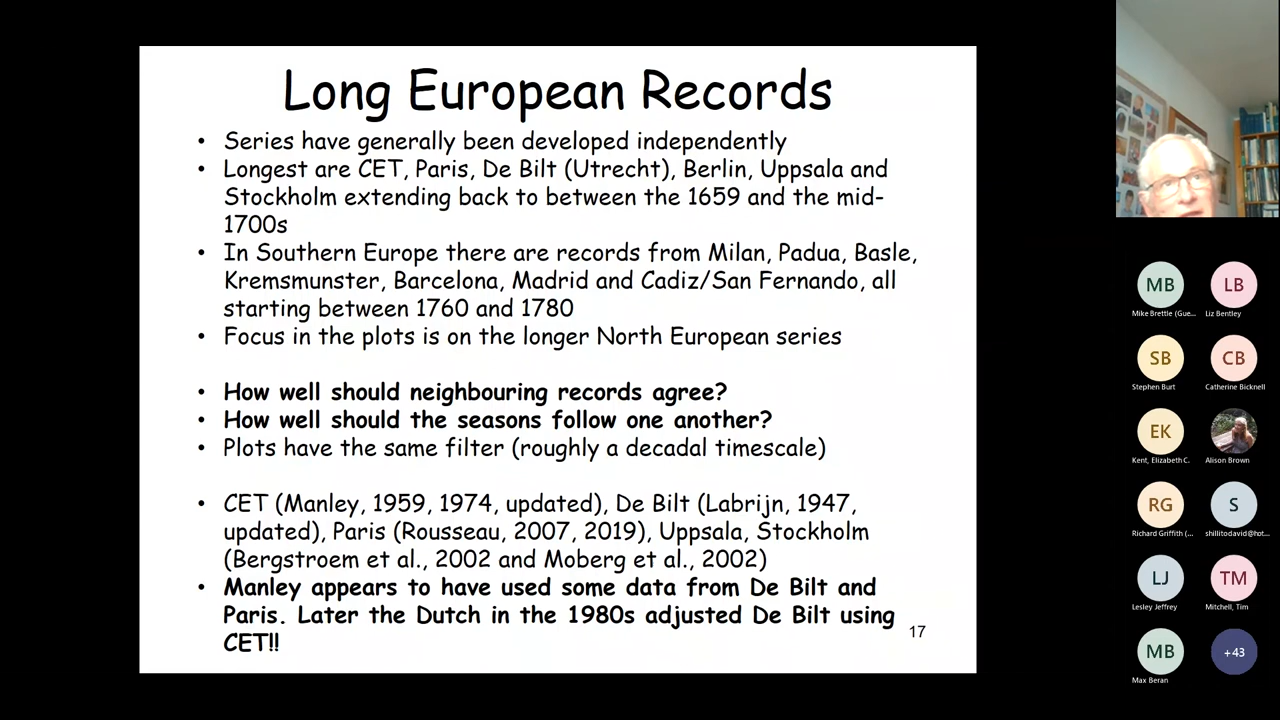 Long European Records
• Series have generally been developed independently
• Longest are CET, Paris, De Bilt (Utrecht), Berlin, Uppsala and
Stockholm extending back to between the 1659 and the mid-
1700s
• In Southern Europe there are records from Milan, Padua, Basle,
Kremsmunster, Barcelona, Madrid and Cadiz/San Fernando, all
starting between 1760 and 1780
• Focus in the plots is on the longer North European series
• How well should neighbouring records agree?
• How well should the seasons follow one another?
• Plots have the same filter (roughly a decadal timescale)
• CET (Manley, 1959, 1974, updated), De Bilt (Labrijn, 1947,
updated), Paris (Rousseau, 2007, 2019), Uppsala, Stockholm
(Bergstroem et al., 2002 and Moberg et al., 2002)
• Manley appears to have used some data from De Bilt and
Paris. Later the Dutch in the 1980s adjusted De Bilt using
CET!!
17
MB LB
Mike Brettle (Gue... Liz Bentley
SB CB
Stephen Burt Catherine Bicknell
EK
Kent, Elizabeth C. Alison Brown
RG S
Richard Griffith (... shillitodavid@hot...
LJ TM
Lesley Jeffrey Mitchell, Tim
MB +43
Max Beran